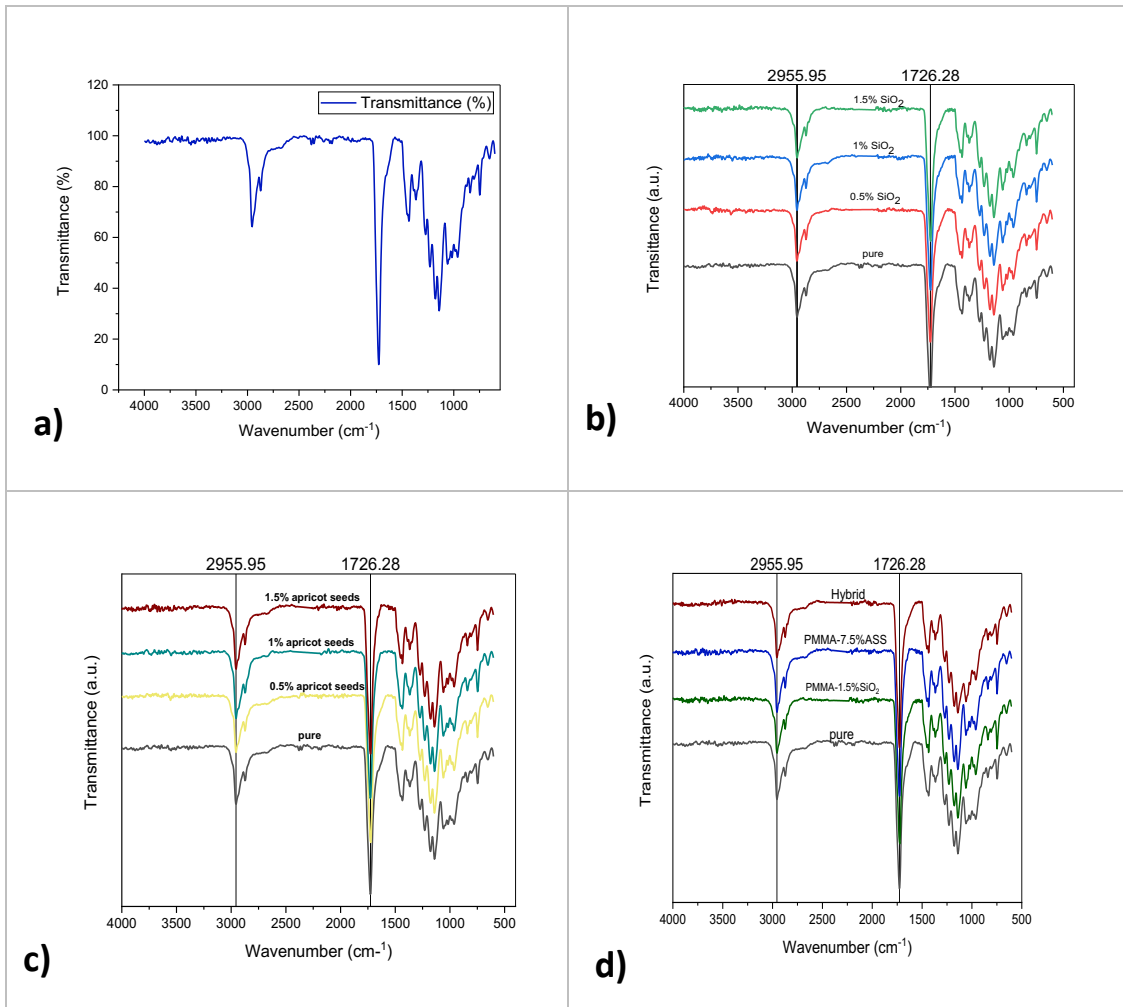 120
100
80
60
40
20
0
Transmittance (%)
Transmittance (%)
4000 3000 2500 2000 1500 1000
Wavenumber (cm-1)
a)
2955.95 1726.28
1.5% SiO2
1% SiO2
0.5% SiO2
pure
Transittance (a.u.)
4000 3500 3000 2500 2000 1500 1000 500
Wavenumber (cm-1)
b)
2955.95 1726.28
1.5% apricot seeds
1% apricot seeds
0.5% apricot seeds
pure
Transmittance (a.u.)
4000 3500 3000 2500 2000 1500 1000 500
Wavenumber (cm-1)
c)
2955.95 1726.28
Hybrid
PMMA-7.5%ASS
PMMA-1.5%SiO2
pure
Transmittance (a.u.)
4000 3500 3000 2500 2000 1500 1000 500
Wavenumber (cm-1)
d)